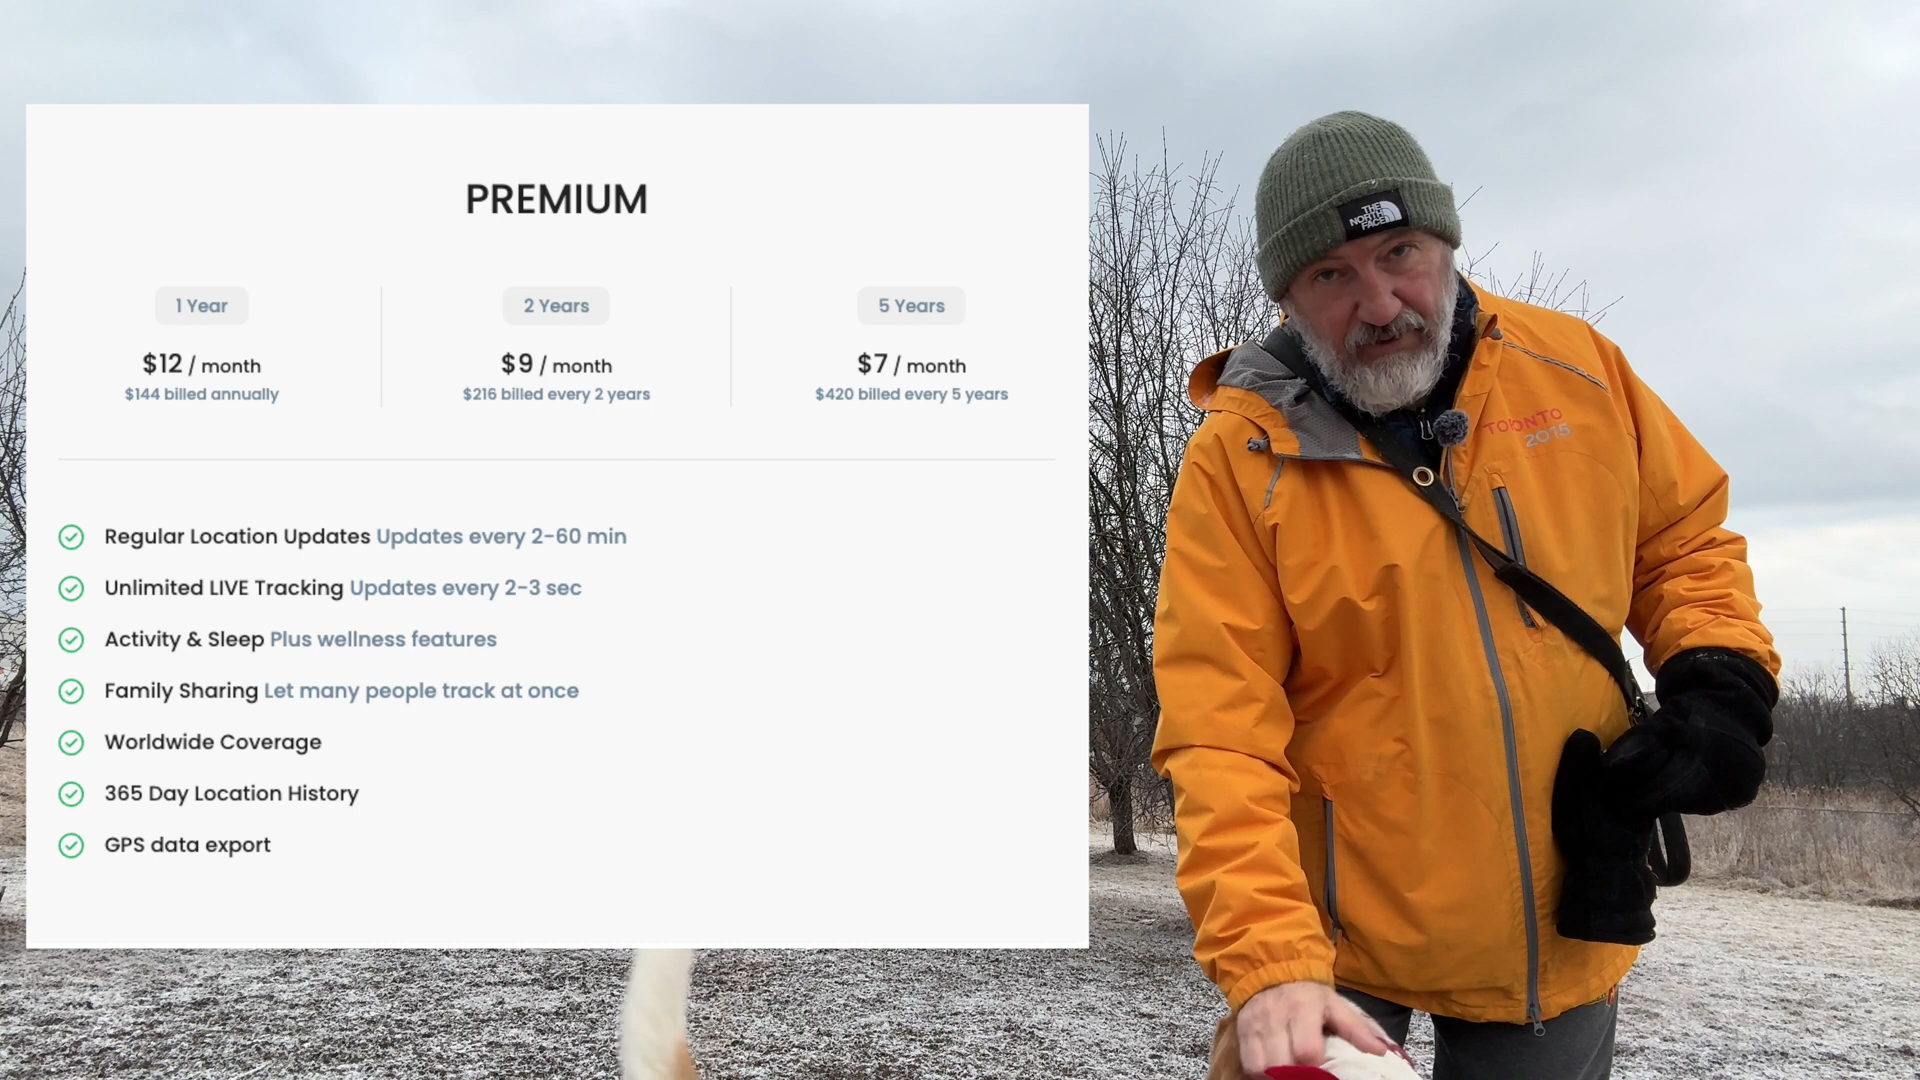 PREMIUM
1 Year
2 Years
5 Years
$12 / month
$9 / month
$7 / month
$144 billed annually
$216 billed every 2 years
$420 billed every 5 years
Regular Location Updates Updates every 2-60 min
Unlimited LIVE Tracking Updates every 2-3 sec
Activity & Sleep Plus wellness features
Family Sharing Let many people track at once
Worldwide Coverage
365 Day Location History
GPS data export
THE
NORTH
FACE
TORONTO
2015